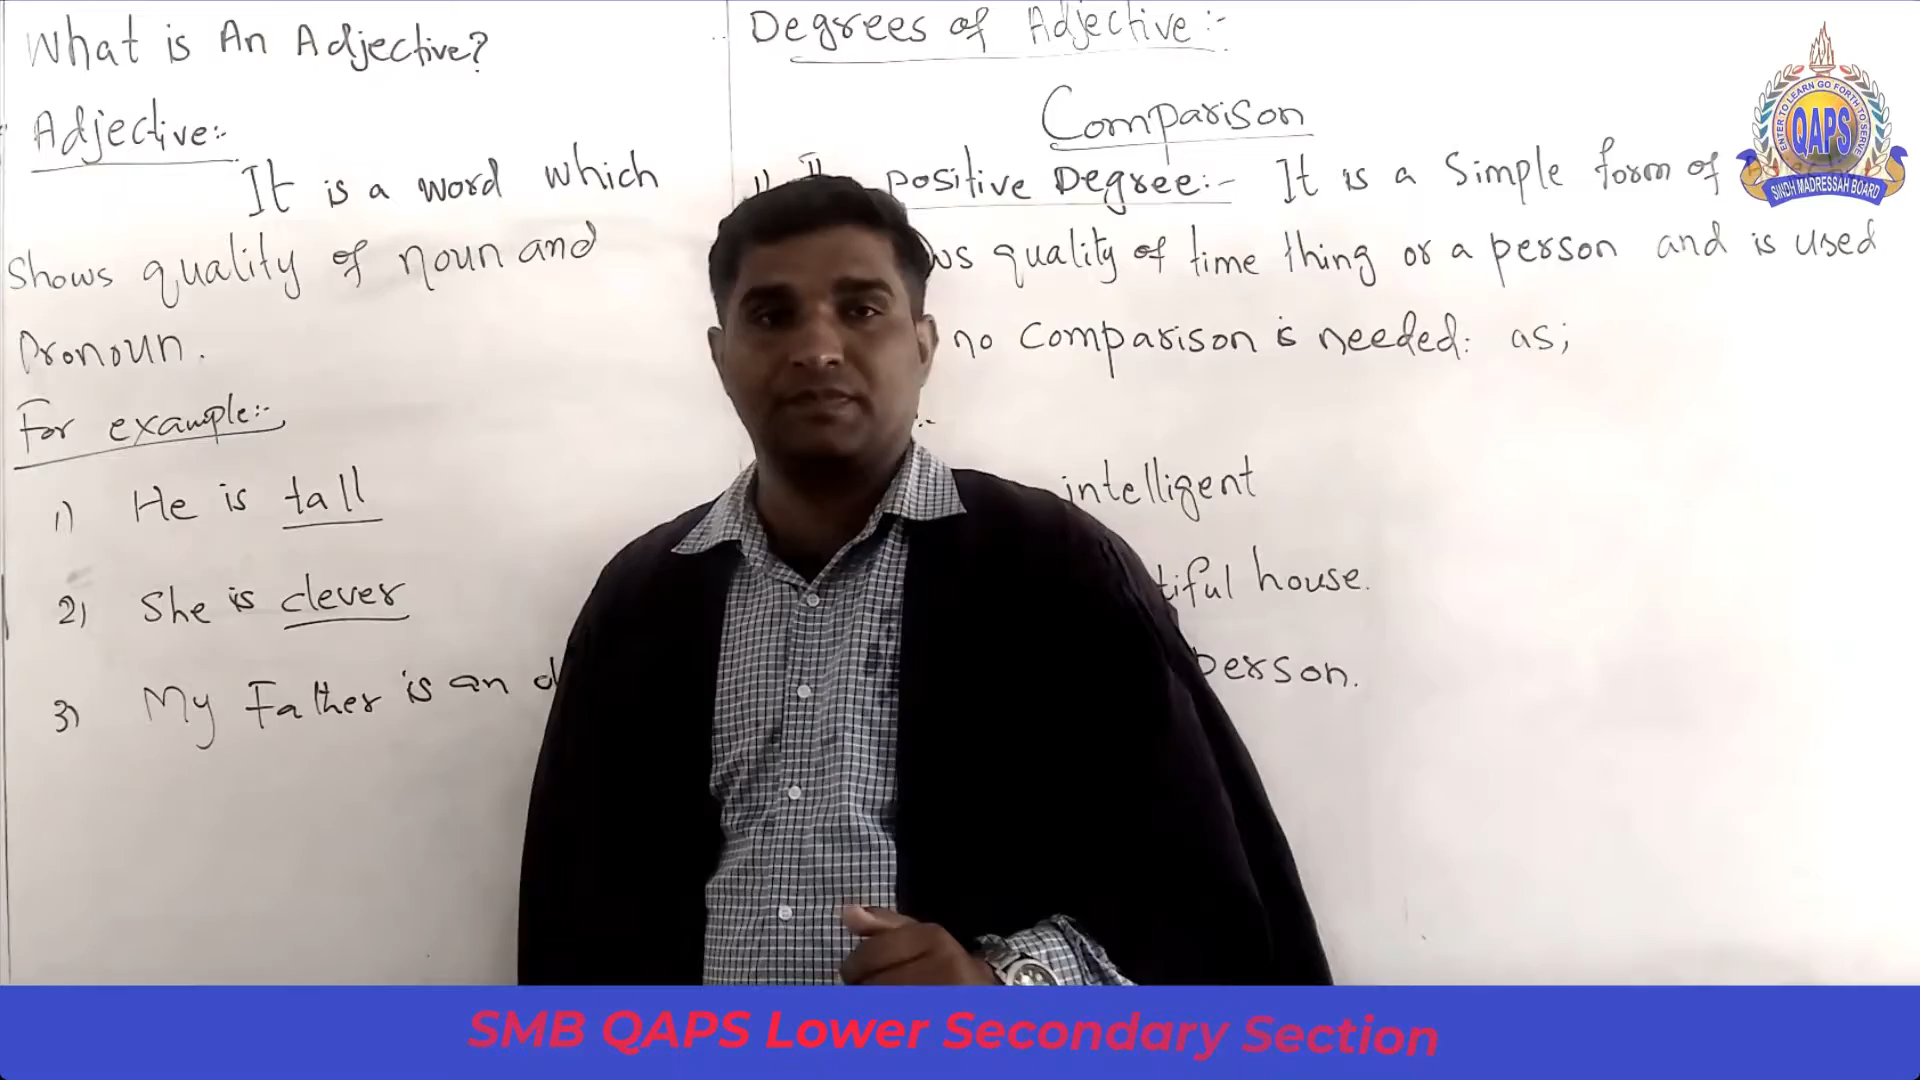 What is An Adjective?
Adjective:-
It is a word which
shows quality of noun and
Pronoun.
For example:-
1) He is tall
2) She is clever
3) My Father is an
Degrees of Adjective:-
Comparison
positive Degree:- It is a Simple form of
quality of time thing or a person and is used
no comparison is needed: as;
intelligent
house.
person.
QAPS
ENTER TO LEARN GO FORTH TO SERVE
SINDH MADRESSAH BOARD
SMB QAPS Lower Secondary Section